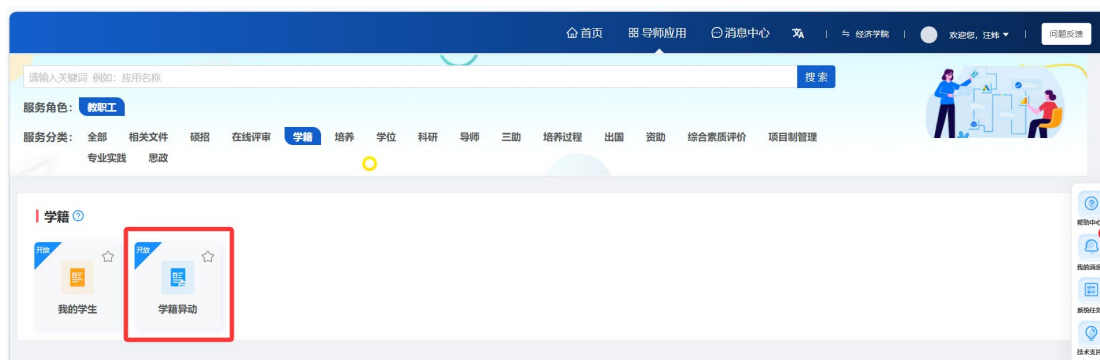 首页 导师应用 消息中心 经济学院 欢迎您, 汪炜 问题反馈
请输入关键词 例如：应用名称 搜索
服务角色： 教职工
服务分类： 全部 相关文件 硕招 在线评审 学籍 培养 学位 科研 导师 三助 培养过程 出国 资助 综合素质评价 项目制管理
专业实践 思政
学籍
开放 开放
我的学生 学籍异动
帮助中心
我的消息
系统任务
技术支持